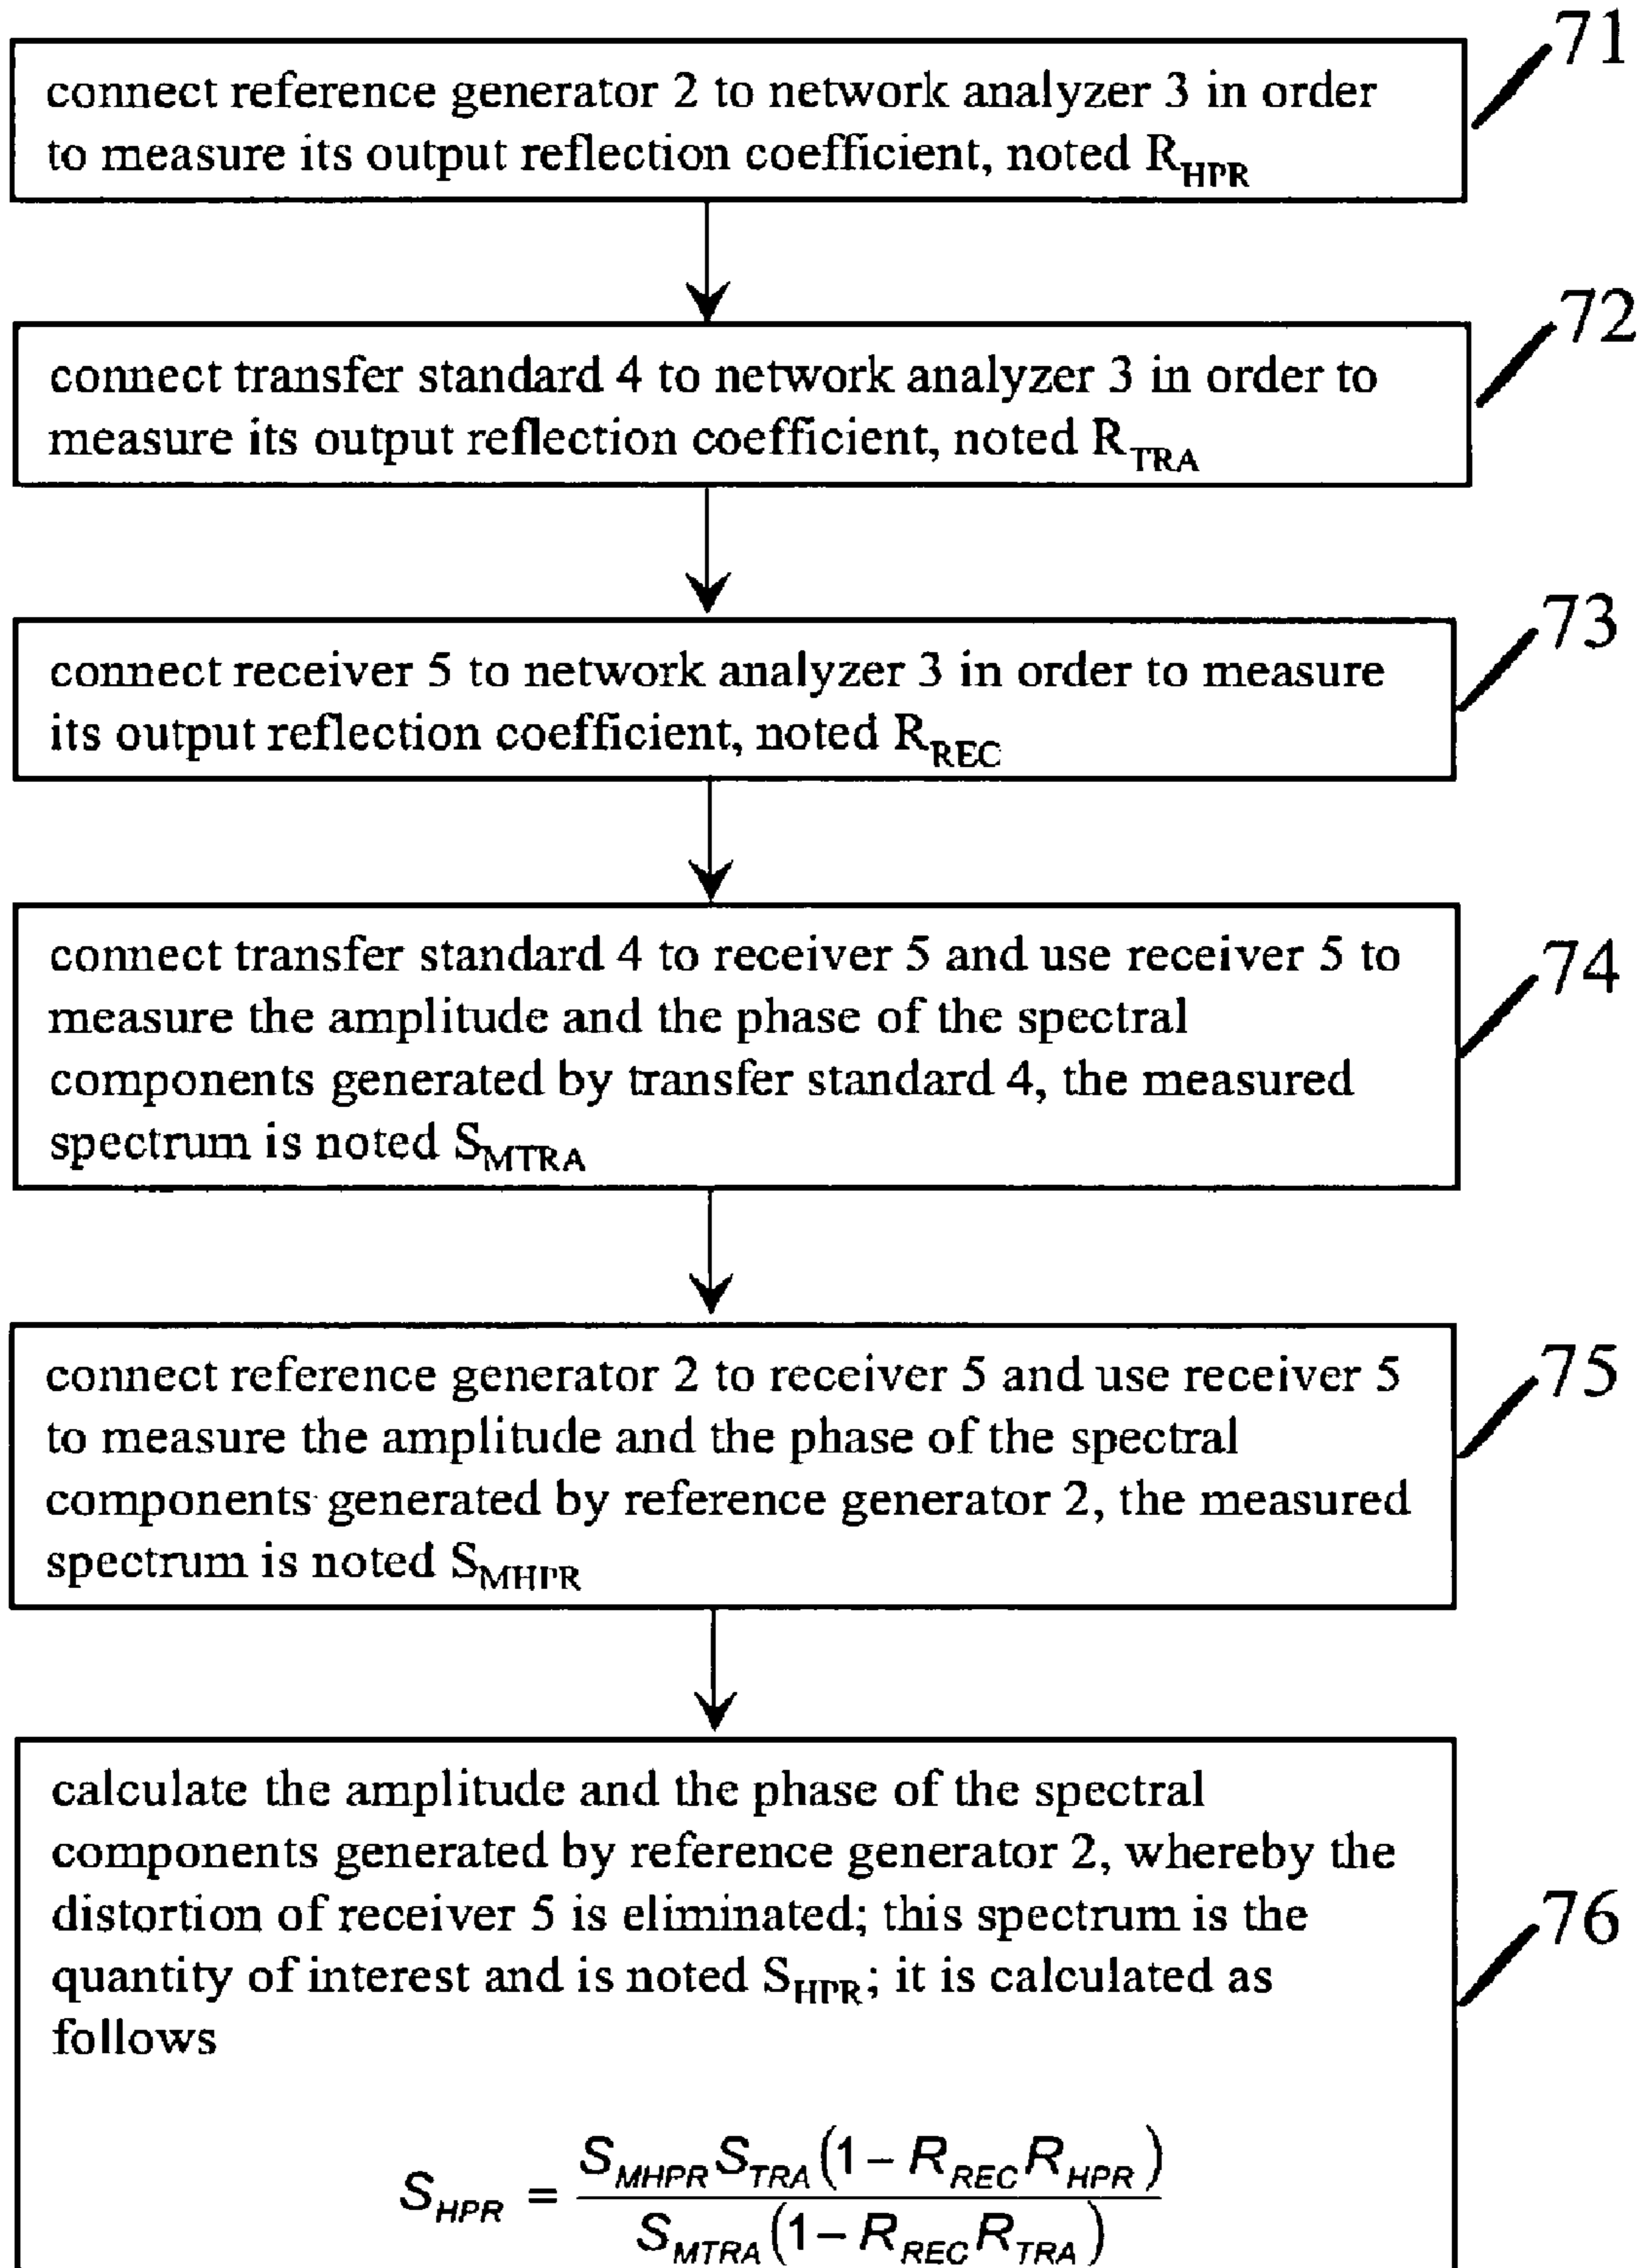 71
connect reference generator 2 to network analyzer 3 in order
to measure its output reflection coefficient, noted R_HPR
72
connect transfer standard 4 to network analyzer 3 in order to
measure its output reflection coefficient, noted R_TRA
73
connect receiver 5 to network analyzer 3 in order to measure
its output reflection coefficient, noted R_REC
74
connect transfer standard 4 to receiver 5 and use receiver 5 to
measure the amplitude and the phase of the spectral
components generated by transfer standard 4, the measured
spectrum is noted S_MTRA
75
connect reference generator 2 to receiver 5 and use receiver 5
to measure the amplitude and the phase of the spectral
components generated by reference generator 2, the measured
spectrum is noted S_MHPR
76
calculate the amplitude and the phase of the spectral
components generated by reference generator 2, whereby the
distortion of receiver 5 is eliminated; this spectrum is the
quantity of interest and is noted S_HPR; it is calculated as
follows
S_HPR = S_MHPR S_TRA (1 - R_REC R_HPR) / S_MTRA (1 - R_REC R_TRA)